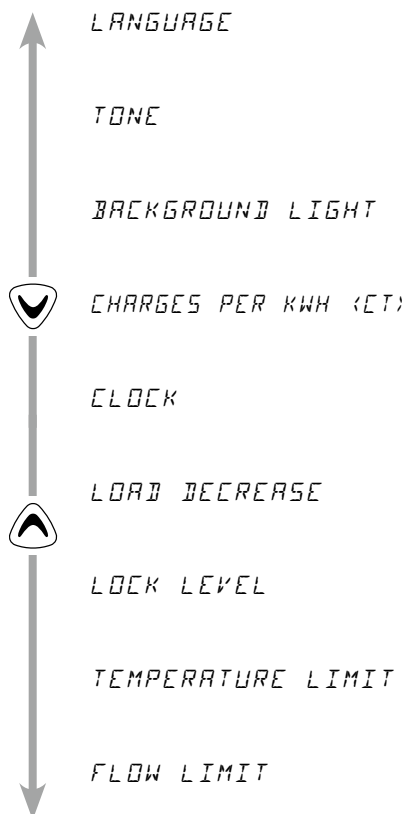 LANGUAGE
TONE
BACKGROUND LIGHT
CHARGES PER KWH <CT>
CLOCK
LOAD DECREASE
LOCK LEVEL
TEMPERATURE LIMIT
FLOW LIMIT